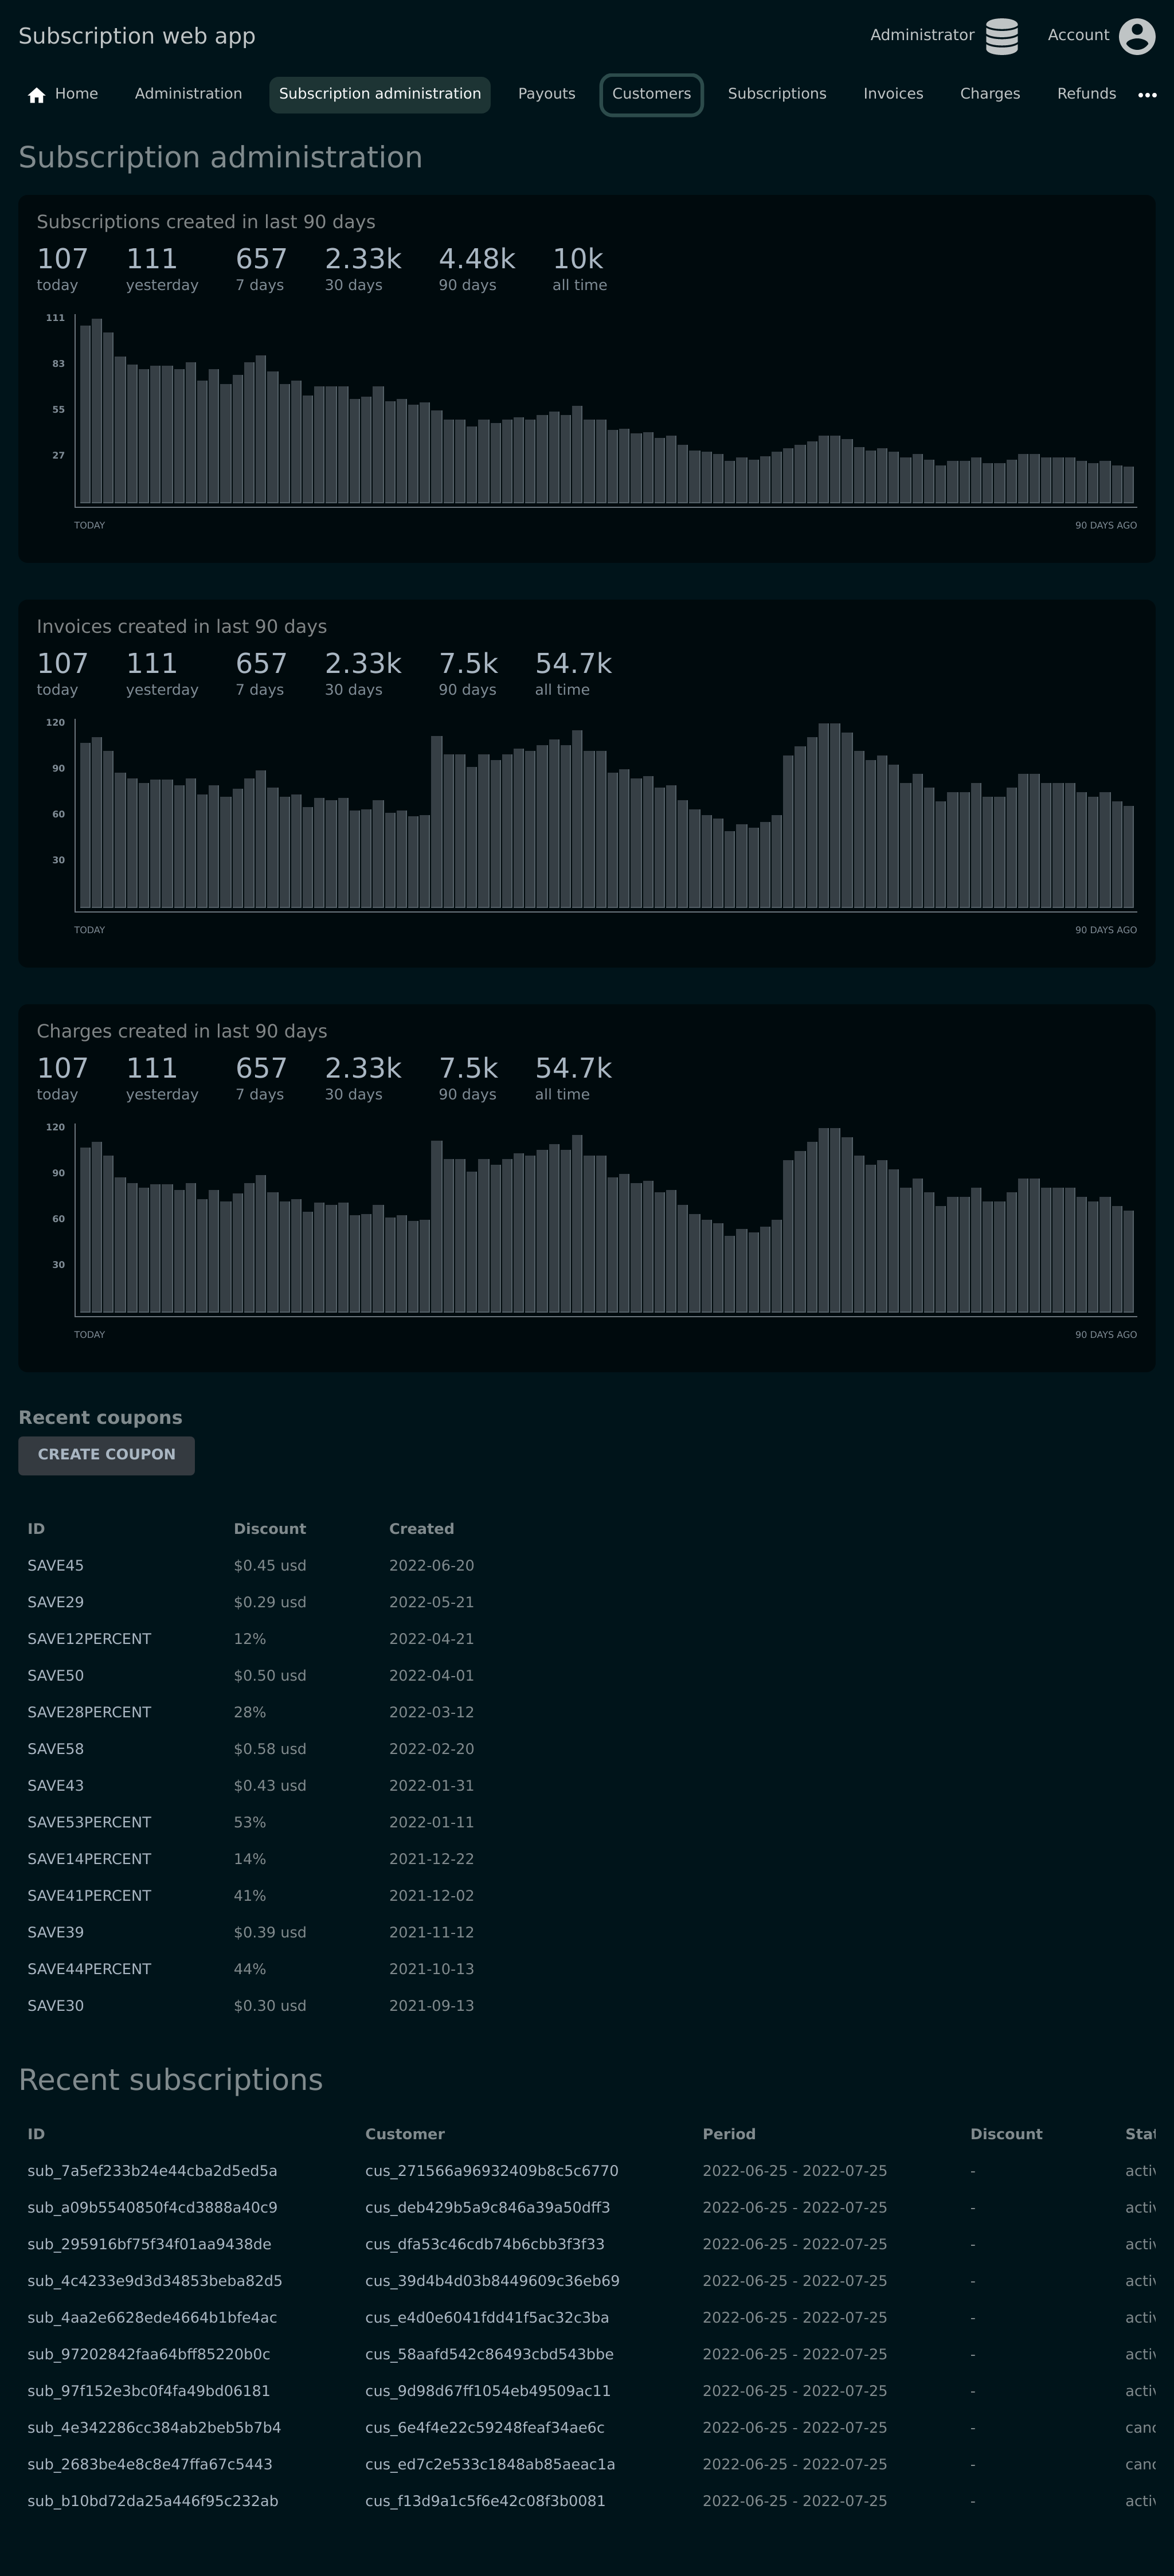 Subscription web app
Administrator Account
Home Administration Subscription administration Payouts Customers Subscriptions Invoices Charges Refunds
Subscription administration
Subscriptions created in last 90 days
107 111 657 2.33k 4.48k 10k
today yesterday 7 days 30 days 90 days all time
111
83
55
27
TODAY 90 DAYS AGO
Invoices created in last 90 days
107 111 657 2.33k 7.5k 54.7k
today yesterday 7 days 30 days 90 days all time
120
90
60
30
TODAY 90 DAYS AGO
Charges created in last 90 days
107 111 657 2.33k 7.5k 54.7k
today yesterday 7 days 30 days 90 days all time
120
90
60
30
TODAY 90 DAYS AGO
Recent coupons
CREATE COUPON
ID Discount Created
SAVE45 $0.45 usd 2022-06-20
SAVE29 $0.29 usd 2022-05-21
SAVE12PERCENT 12% 2022-04-21
SAVE50 $0.50 usd 2022-04-01
SAVE28PERCENT 28% 2022-03-12
SAVE58 $0.58 usd 2022-02-20
SAVE43 $0.43 usd 2022-01-31
SAVE53PERCENT 53% 2022-01-11
SAVE14PERCENT 14% 2021-12-22
SAVE41PERCENT 41% 2021-12-02
SAVE39 $0.39 usd 2021-11-12
SAVE44PERCENT 44% 2021-10-13
SAVE30 $0.30 usd 2021-09-13
Recent subscriptions
ID Customer Period Discount
sub_7a5ef233b24e44cba2d5ed5a cus_271566a96932409b8c5c6770 2022-06-25 - 2022-07-25 -
sub_a09b5540850f4cd3888a40c9 cus_deb429b5a9c846a39a50dff3 2022-06-25 - 2022-07-25 -
sub_295916bf75f34f01aa9438de cus_dfa53c46cdb74b6cbb3f3f33 2022-06-25 - 2022-07-25 -
sub_4c4233e9d3d34853beba82d5 cus_39d4b4d03b8449609c36eb69 2022-06-25 - 2022-07-25 -
sub_4aa2e6628ede4664b1bfe4ac cus_e4d0e6041fdd41f5ac32c3ba 2022-06-25 - 2022-07-25 -
sub_97202842faa64bff85220b0c cus_58aafd542c86493cbd543bbe 2022-06-25 - 2022-07-25 -
sub_97f152e3bc0f4fa49bd06181 cus_9d98d67ff1054eb49509ac11 2022-06-25 - 2022-07-25 -
sub_4e342286cc384ab2beb5b7b4 cus_6e4f4e22c59248feaf34ae6c 2022-06-25 - 2022-07-25 -
sub_2683be4e8c8e47ffa67c5443 cus_ed7c2e533c1848ab85aeac1a 2022-06-25 - 2022-07-25 -
sub_b10bd72da25a446f95c232ab cus_f13d9a1c5f6e42c08f3b0081 2022-06-25 - 2022-07-25 -